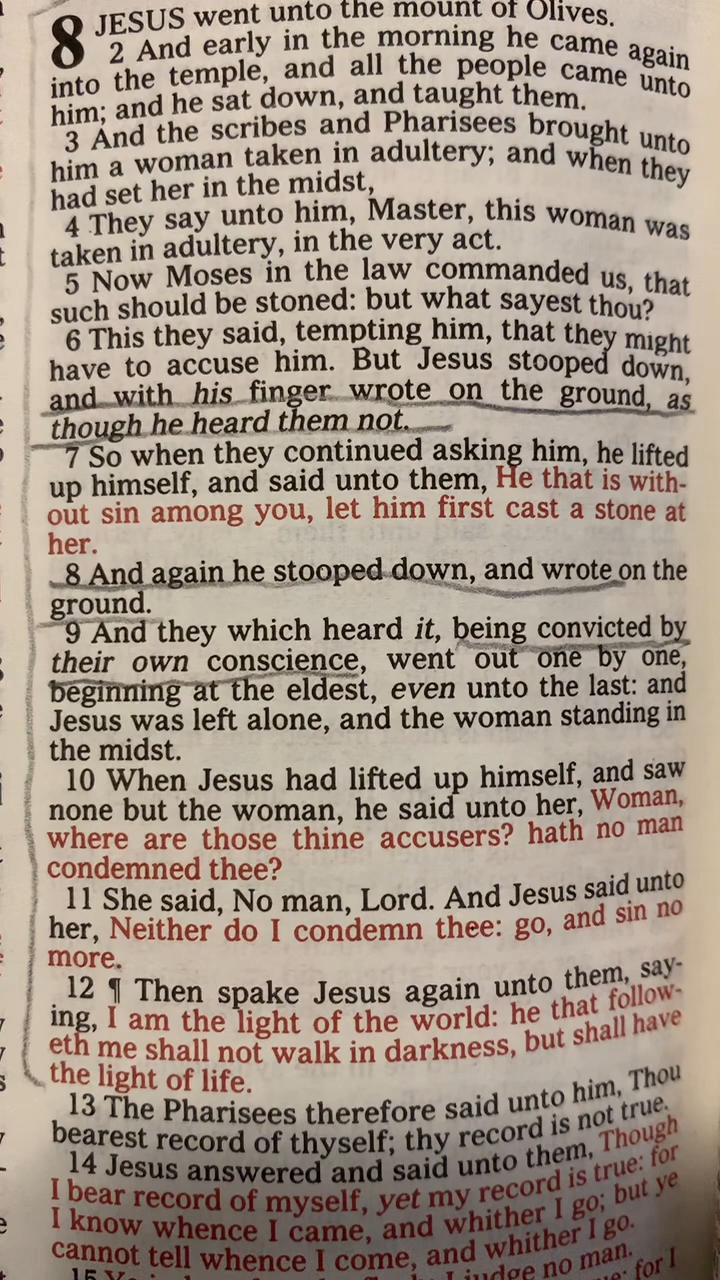 8 JESUS went unto the mount of Olives.
2 And early in the morning he came again
into the temple, and all the people came unto
him; and he sat down, and taught them.
3 And the scribes and Pharisees brought unto
him a woman taken in adultery; and when they
had set her in the midst,
4 They say unto him, Master, this woman was
taken in adultery, in the very act.
5 Now Moses in the law commanded us, that
such should be stoned: but what sayest thou?
6 This they said, tempting him, that they might
have to accuse him. But Jesus stooped down,
and with his finger wrote on the ground, as
though he heard them not.
7 So when they continued asking him, he lifted
up himself, and said unto them, He that is with-
out sin among you, let him first cast a stone at
her.
8 And again he stooped down, and wrote on the
ground.
9 And they which heard it, being convicted by
their own conscience, went out one by one,
beginning at the eldest, even unto the last: and
Jesus was left alone, and the woman standing in
the midst.
10 When Jesus had lifted up himself, and saw
none but the woman, he said unto her, Woman,
where are those thine accusers? hath no man
condemned thee?
11 She said, No man, Lord. And Jesus said unto
her, Neither do I condemn thee: go, and sin no
more.
12 ¶ Then spake Jesus again unto them, say-
ing, I am the light of the world: he that follow-
eth me shall not walk in darkness, but shall have
the light of life.
13 The Pharisees therefore said unto him, Thou
bearest record of thyself; thy record is not true.
14 Jesus answered and said unto them, Though
I bear record of myself, yet my record is true: for
I know whence I came, and whither I go; but ye
cannot tell whence I come, and whither I go.
15 judge no man.
for I